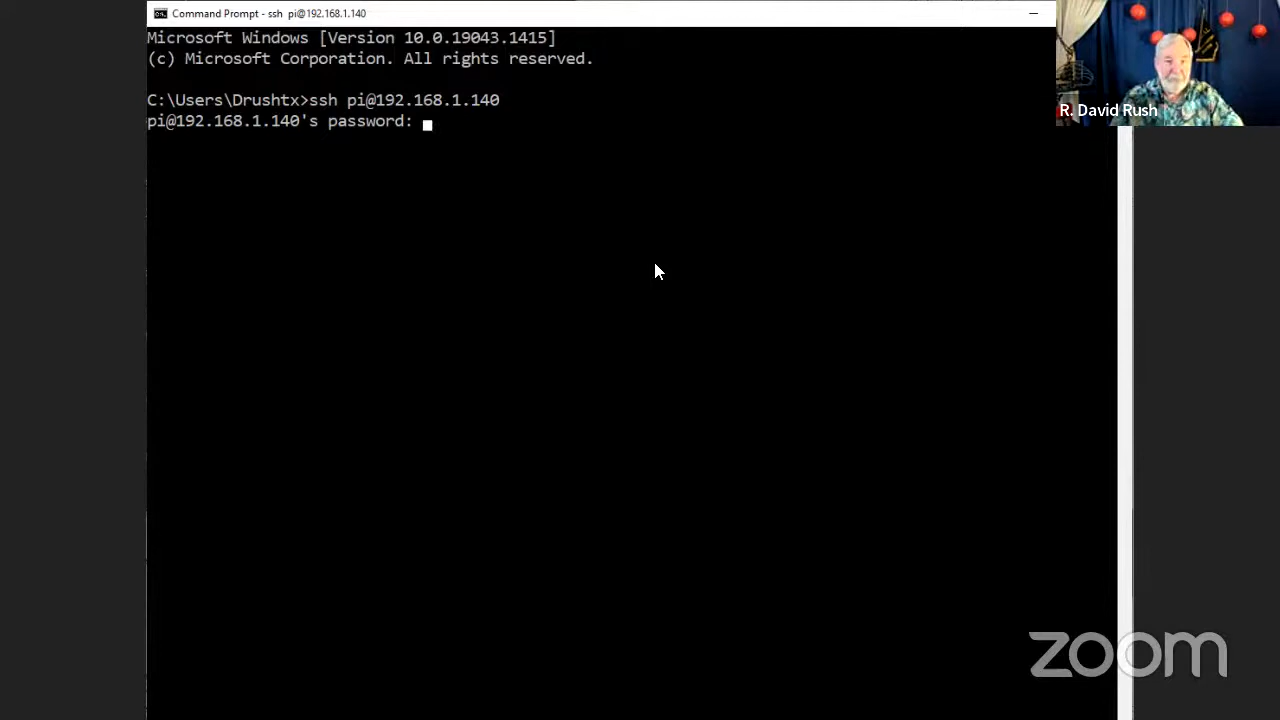 Command Prompt - ssh  pi@192.168.1.140
Microsoft Windows [Version 10.0.19043.1415]
(c) Microsoft Corporation. All rights reserved.
C:\Users\Drushtx>ssh pi@192.168.1.140
pi@192.168.1.140's password:
R. David Rush
zoom